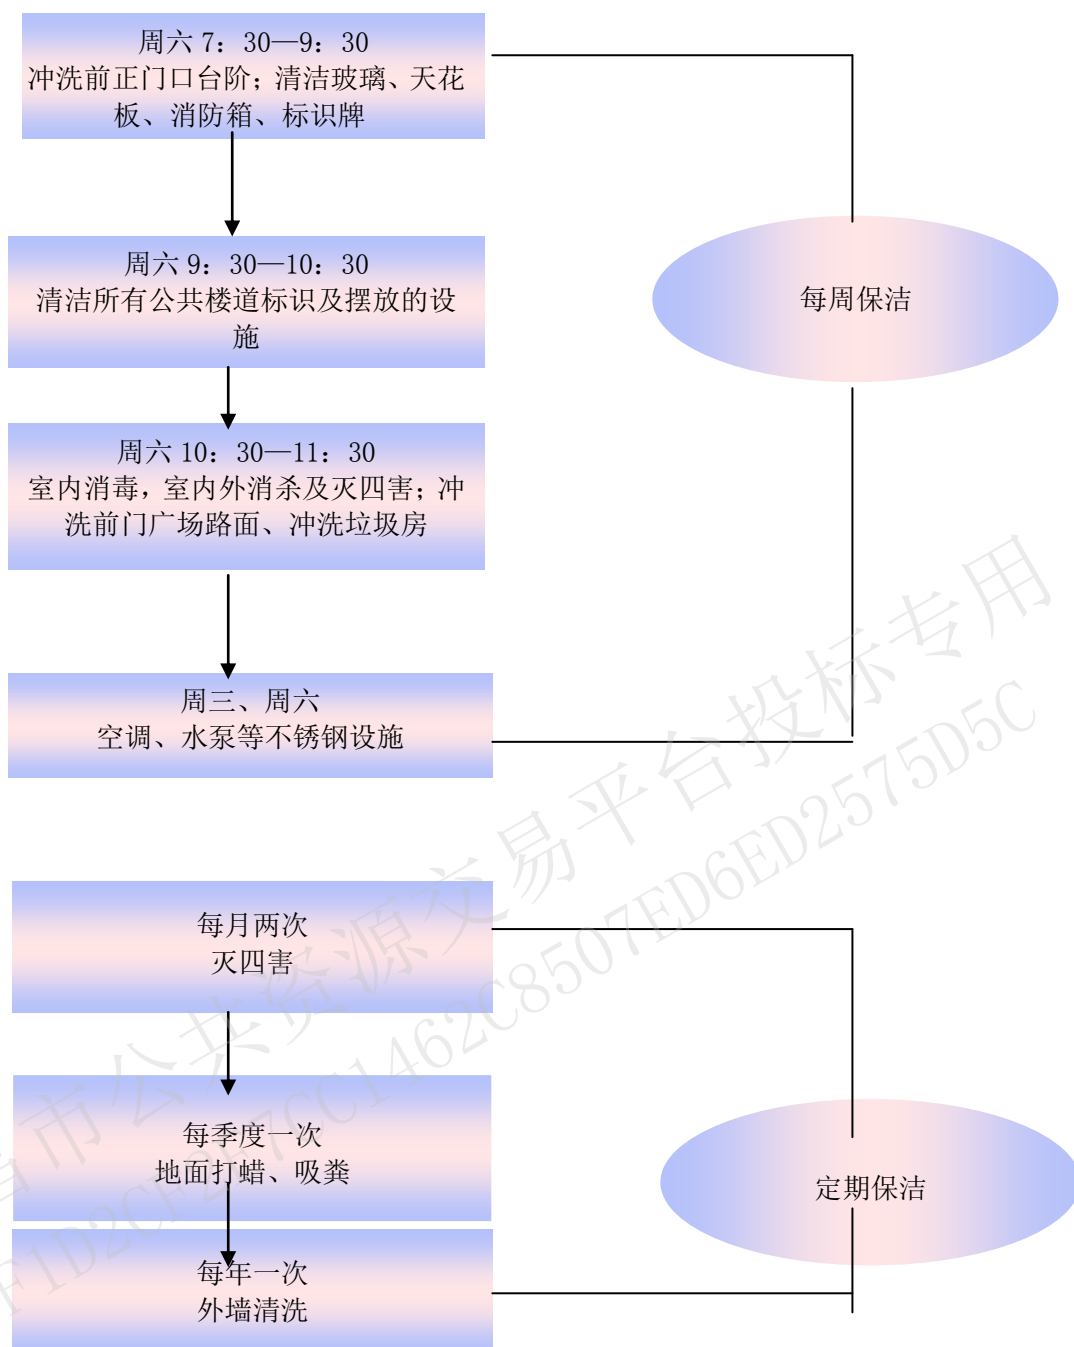 周六 7：30—9：30
冲洗前正门口台阶；清洁玻璃、天花
板、消防箱、标识牌
周六 9：30—10：30
清洁所有公共楼道标识及摆放的设
施
每周保洁
周六 10：30—11：30
室内消毒，室内外消杀及灭四害；冲
洗前门广场路面、冲洗垃圾房
周三、周六
空调、水泵等不锈钢设施
每月两次
灭四害
每季度一次
地面打蜡、吸粪
定期保洁
每年一次
外墙清洗
市公共资源交易平台投标专用